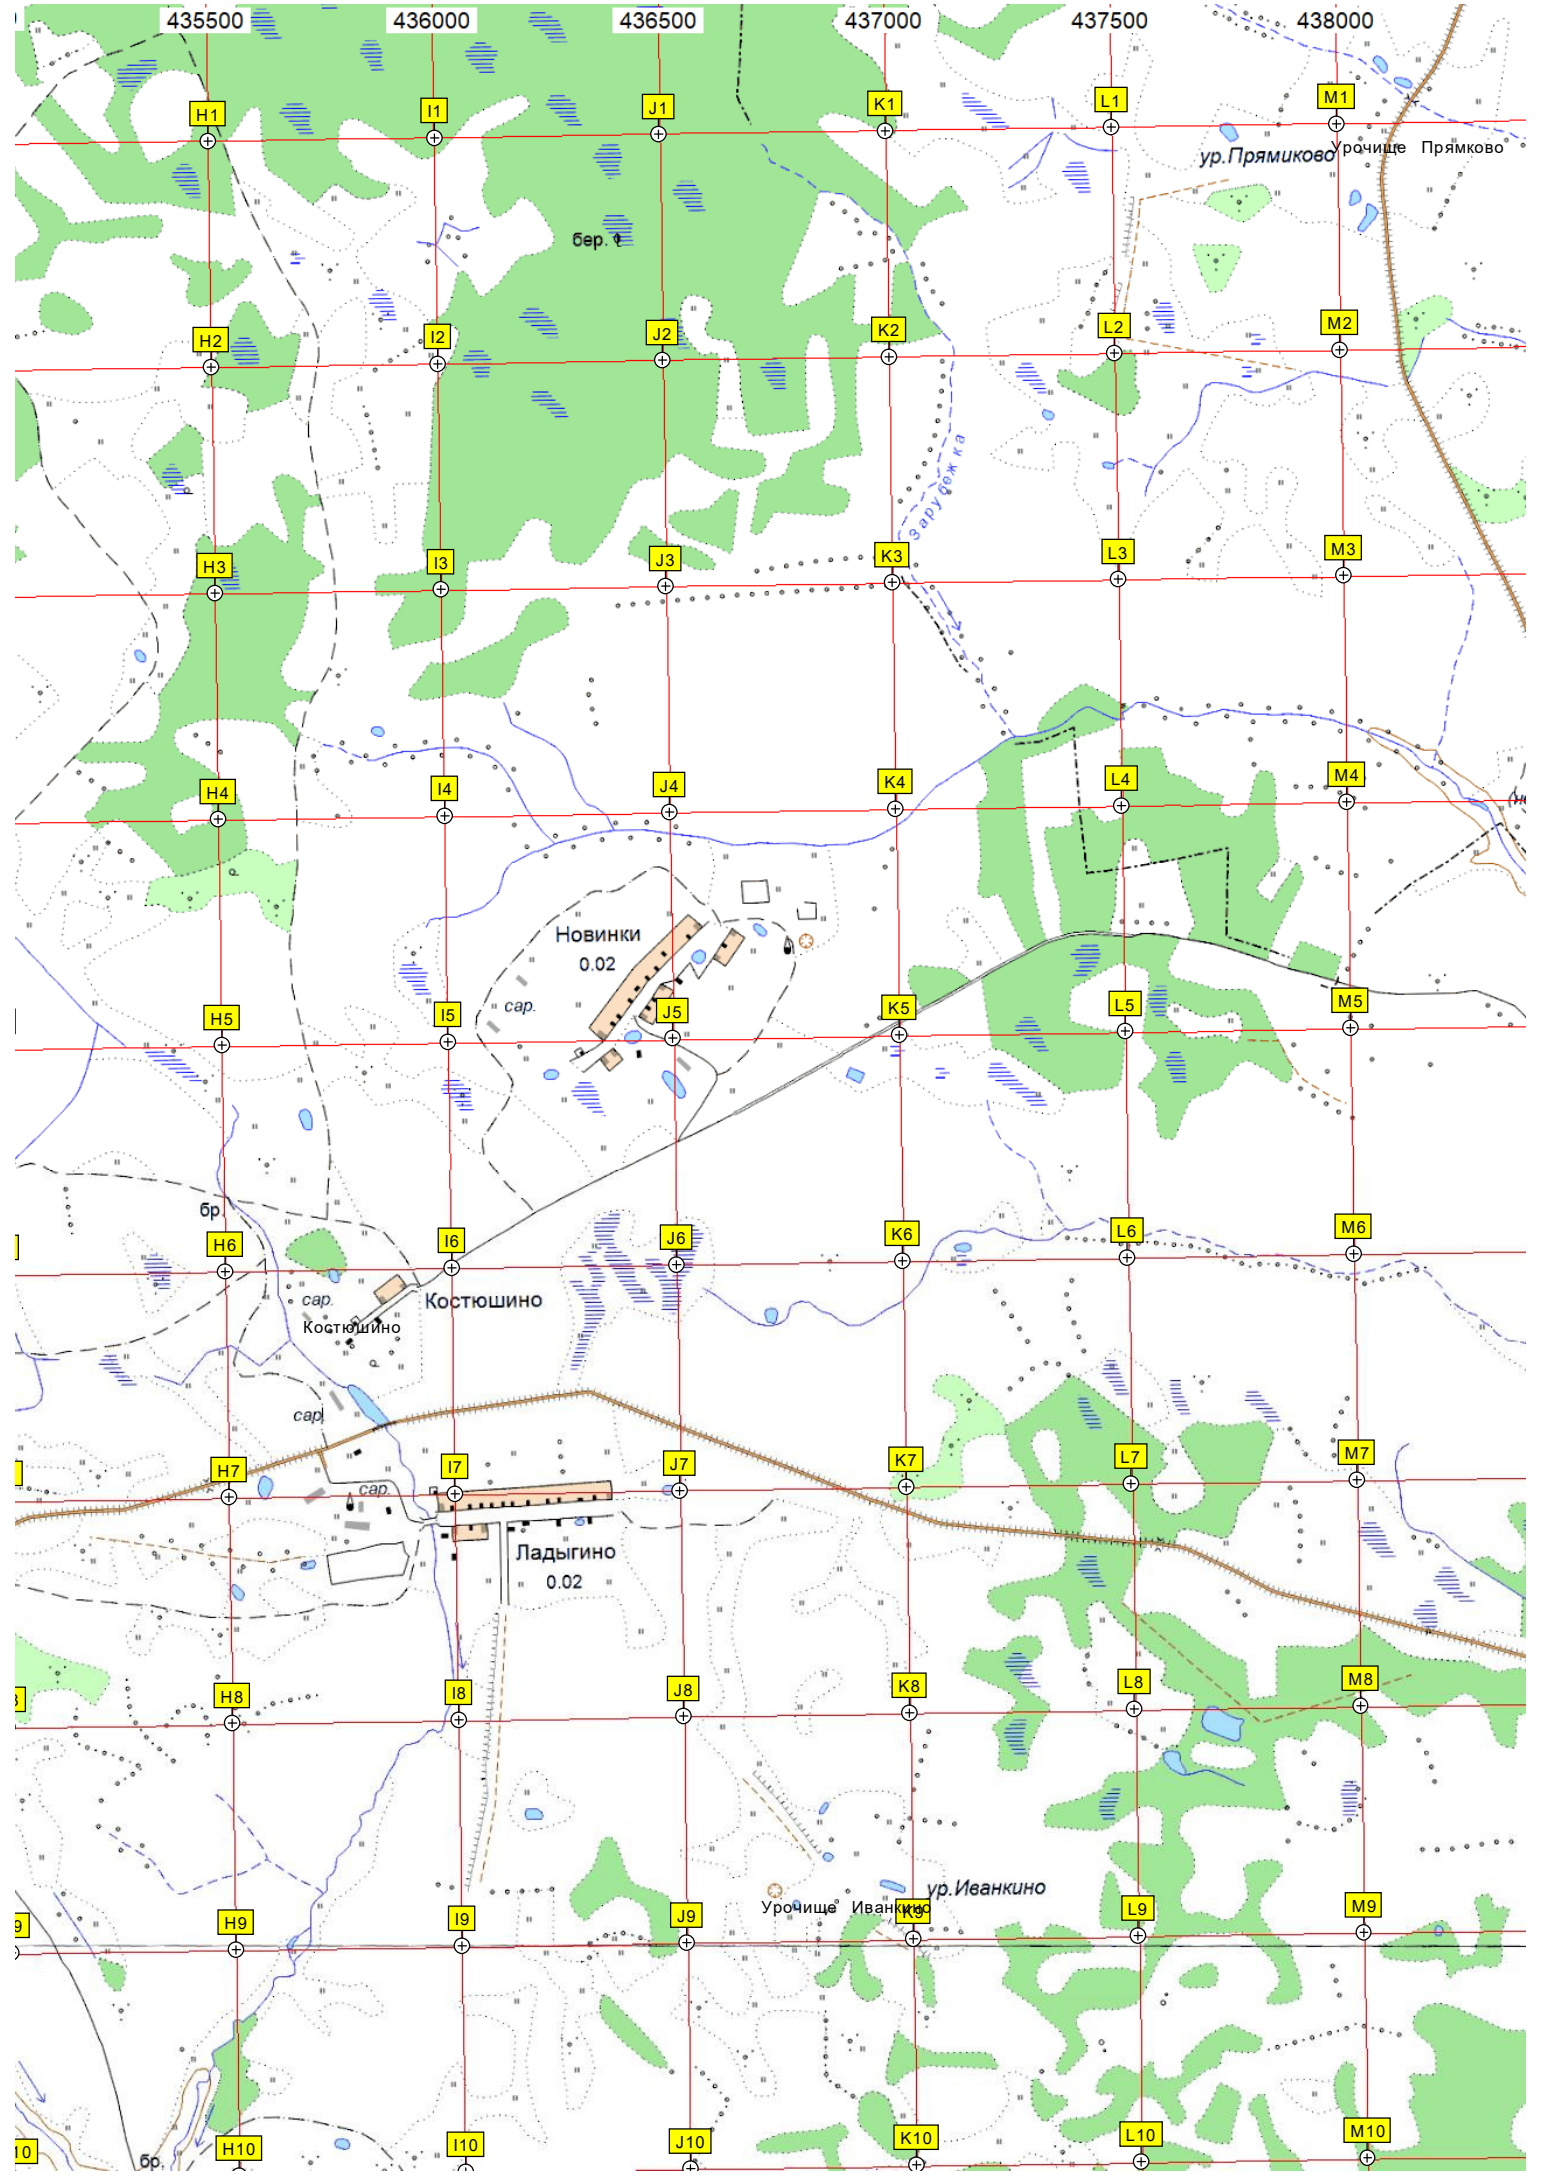 435500 436000 436500 437000 437500 438000
H1 I1 J1 K1 L1 M1
ур.Прямиково Урочище Прямково
бер.
H2 I2 J2 K2 L2 M2
Зарубежка
H3 I3 J3 K3 L3 M3
H4 I4 J4 K4 L4 M4
Новинки
0.02
сар.
H5 I5 J5 K5 L5 M5
бр.
H6 I6 J6 K6 L6 M6
сар. Костюшино
Костюшино
сар.
H7 I7 J7 K7 L7 M7
сар.
Ладыгино
0.02
H8 I8 J8 K8 L8 M8
ур.Иванкино
Урочище Иванкино
9 H9 I9 J9 K9 L9 M9
10 H10 I10 J10 K10 L10 M10
бр.